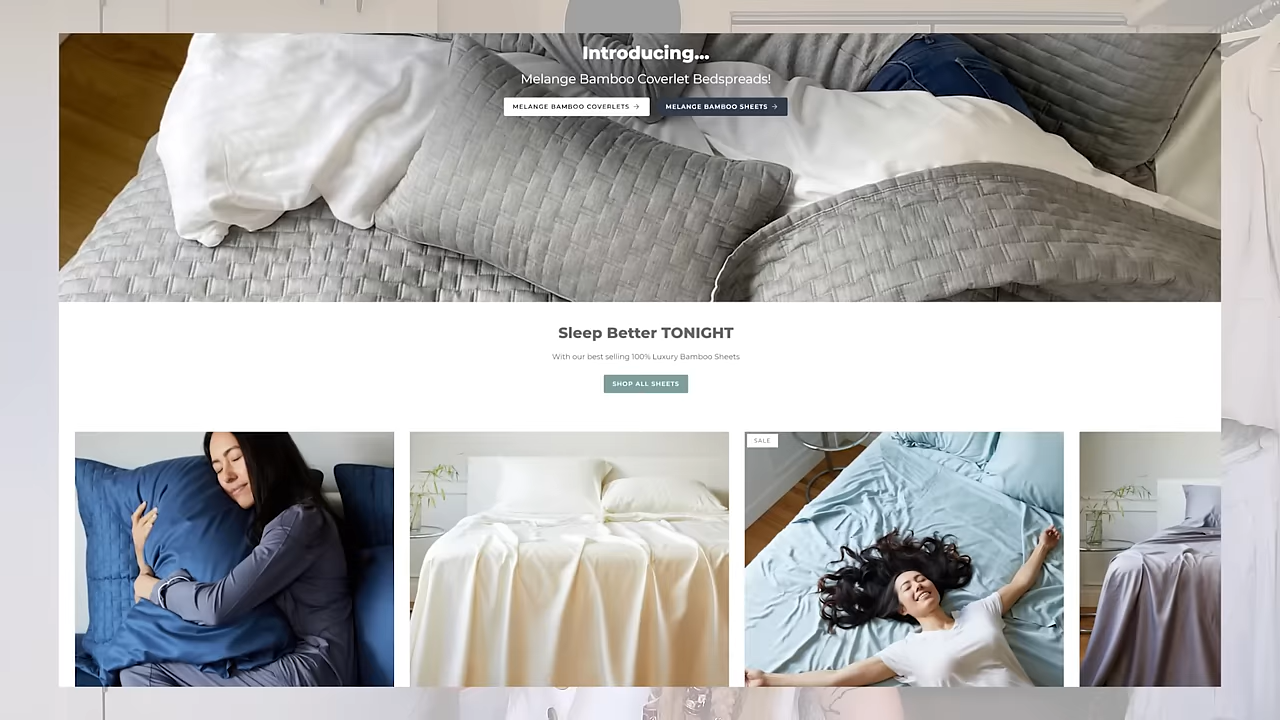 Introducing...
Melange Bamboo Coverlet Bedspreads!
MELANGE BAMBOO COVERLETS → MELANGE BAMBOO SHEETS →
Sleep Better TONIGHT
With our best selling 100% Luxury Bamboo Sheets
SHOP ALL SHEETS
SALE